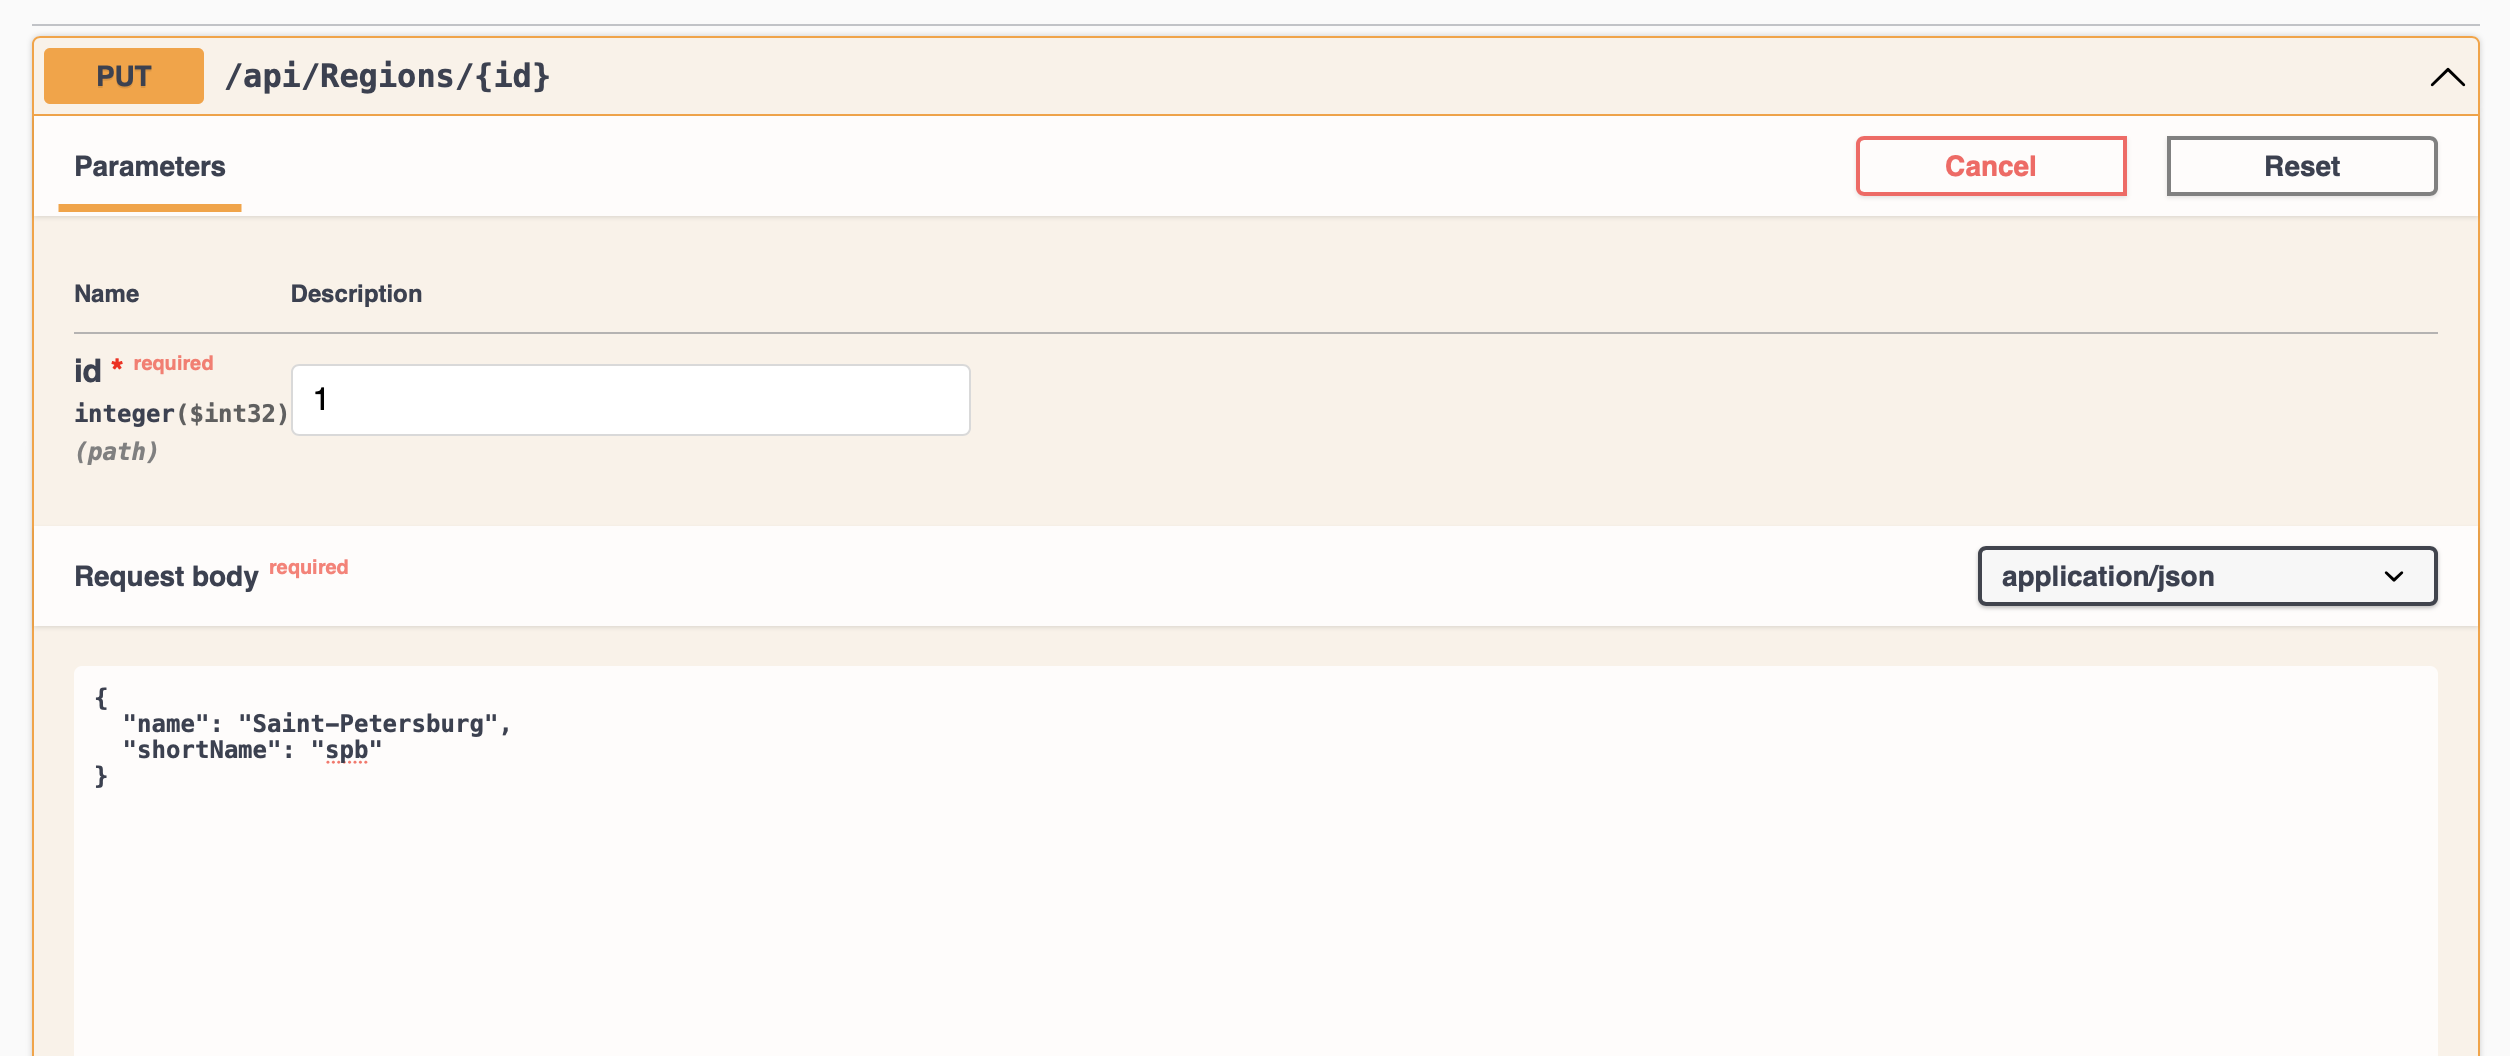 PUT /api/Regions/{id}
Parameters
Cancel
Reset
Name Description
id * required
integer($int32)
(path)
1
Request body required
application/json
{
  "name": "Saint-Petersburg",
  "shortName": "spb"
}